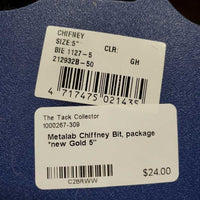 CHIFNEY
SIZE:5" CLR:
BIE 1127-5 GH
212932B-50
4 717475 021435
The Tack Collector
1000267-309
Metalab Chiffney Bit, package
"new Gold 5"
C28RWW
$24.00